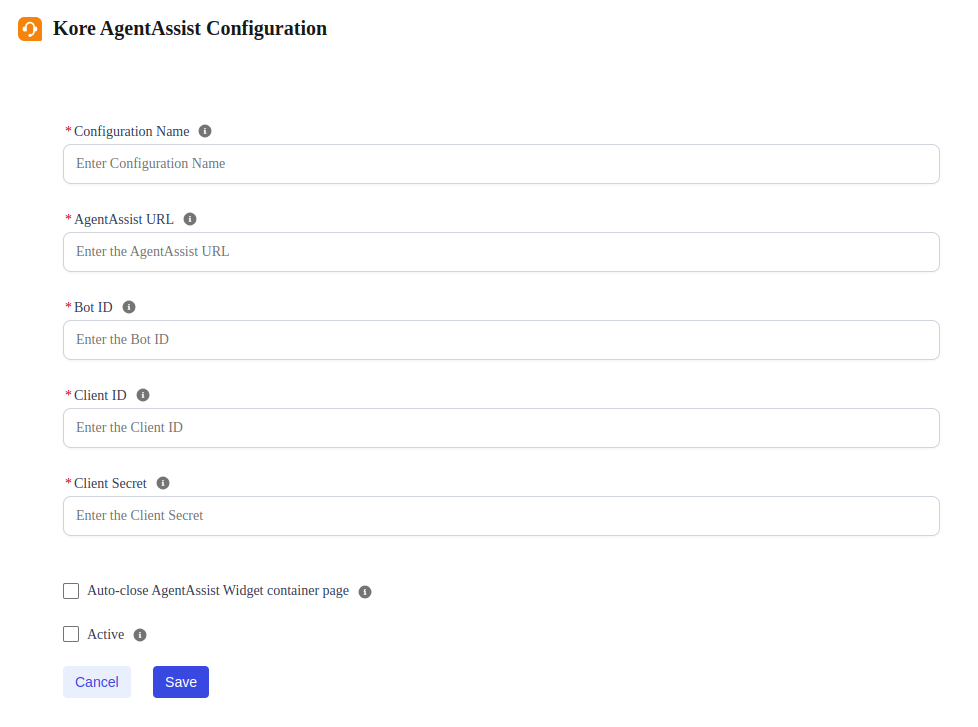 Kore AgentAssist Configuration
* Configuration Name
Enter Configuration Name
* AgentAssist URL
Enter the AgentAssist URL
* Bot ID
Enter the Bot ID
* Client ID
Enter the Client ID
* Client Secret
Enter the Client Secret
Auto-close AgentAssist Widget container page
Active
Cancel Save